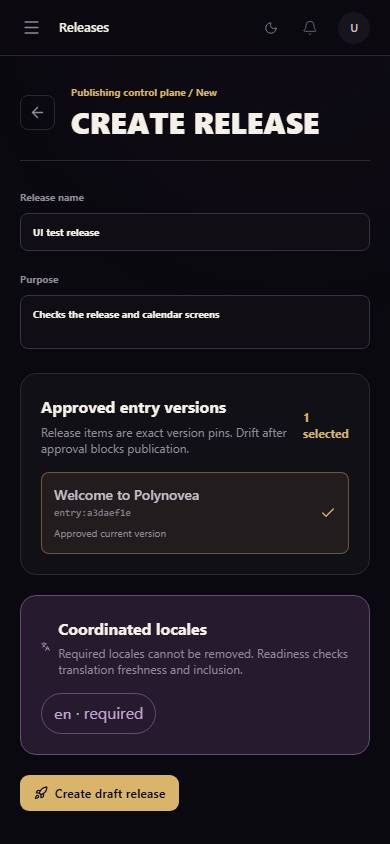 Releases
U
Publishing control plane / New
CREATE RELEASE
Release name
UI test release
Purpose
Checks the release and calendar screens
Approved entry versions
1
selected
Release items are exact version pins. Drift after
approval blocks publication.
Welcome to Polynovea
entry:a3daef1e
Approved current version
Coordinated locales
Required locales cannot be removed. Readiness checks
translation freshness and inclusion.
en · required
Create draft release